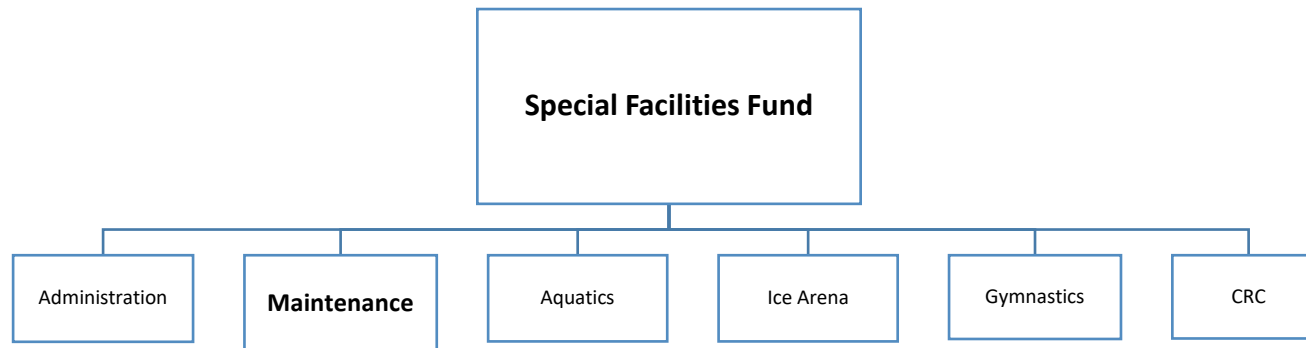 Special Facilities Fund
Administration
Maintenance
Aquatics
Ice Arena
Gymnastics
CRC